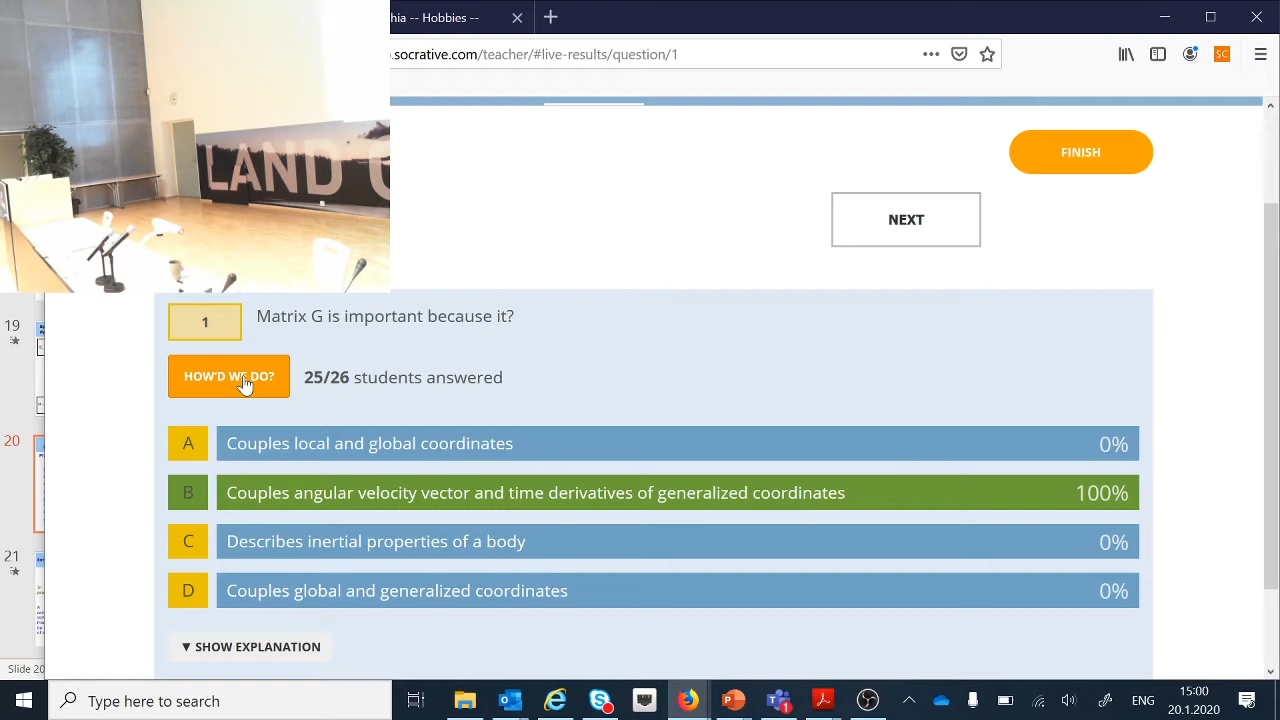 hia -- Hobbies --
.socrative.com/teacher/#live-results/question/1
SC
LAND
FINISH
NEXT
1
Matrix G is important because it?
HOW'D WE DO?
25/26 students answered
A
Couples local and global coordinates
0%
B
Couples angular velocity vector and time derivatives of generalized coordinates
100%
C
Describes inertial properties of a body
0%
D
Couples global and generalized coordinates
0%
▼ SHOW EXPLANATION
19
20
21
Slide 20
Type here to search
1
ENG
15:00
20.1.2020